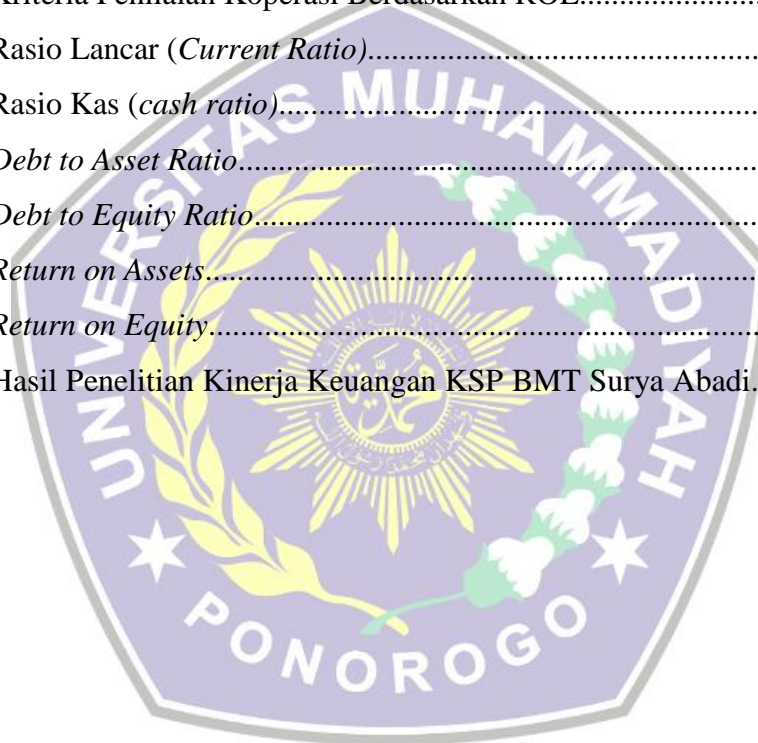 Kriteria Penilaian Koperasi Berdasarkan ROE............................
Rasio Lancar (Current Ratio)..........................................................
Rasio Kas (cash ratio).......................................................................
Debt to Asset Ratio.............................................................................
Debt to Equity Ratio...........................................................................
Return on Assets.................................................................................
Return on Equity.................................................................................
Hasil Penelitian Kinerja Keuangan KSP BMT Surya Abadi.
UNIVERSITAS MUHAMMADIYAH
PONOROGO